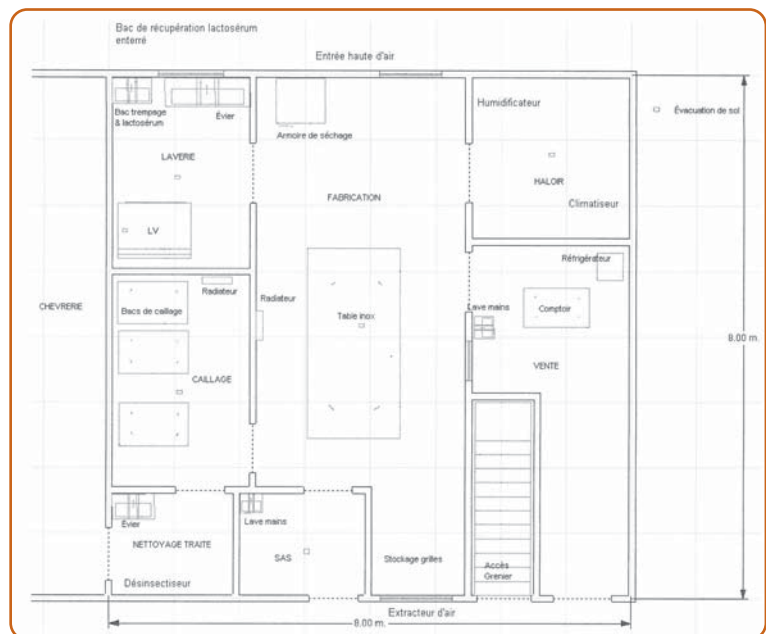 Bac de récupération lactosérum
enterré
Entrée haute d'air
Bac trempage
& lactosérum
Évier
Armoire de séchage
Humidificateur
Évacuation de sol
LAVERIE
HALOIR
FABRICATION
Climatiseur
LV
Réfrigérateur
CHEVRERIE
Radiateur
Radiateur
Bacs de caillage
Table inox
Lave mains
Comptoir
8.00 m.
VENTE
CAILLAGE
Évier
Lave mains
NETTOYAGE TRAITE
SAS
Stockage grilles
Accès
Grenier
Désinsectiseur
Extracteur d'air
8.00 m.